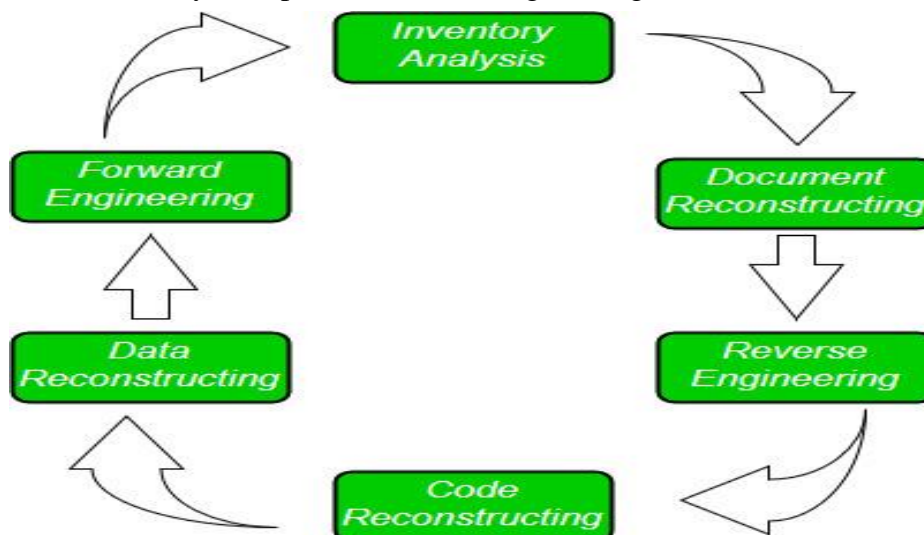 Inventory
Analysis
Document
Reconstructing
Reverse
Engineering
Code
Reconstructing
Data
Reconstructing
Forward
Engineering